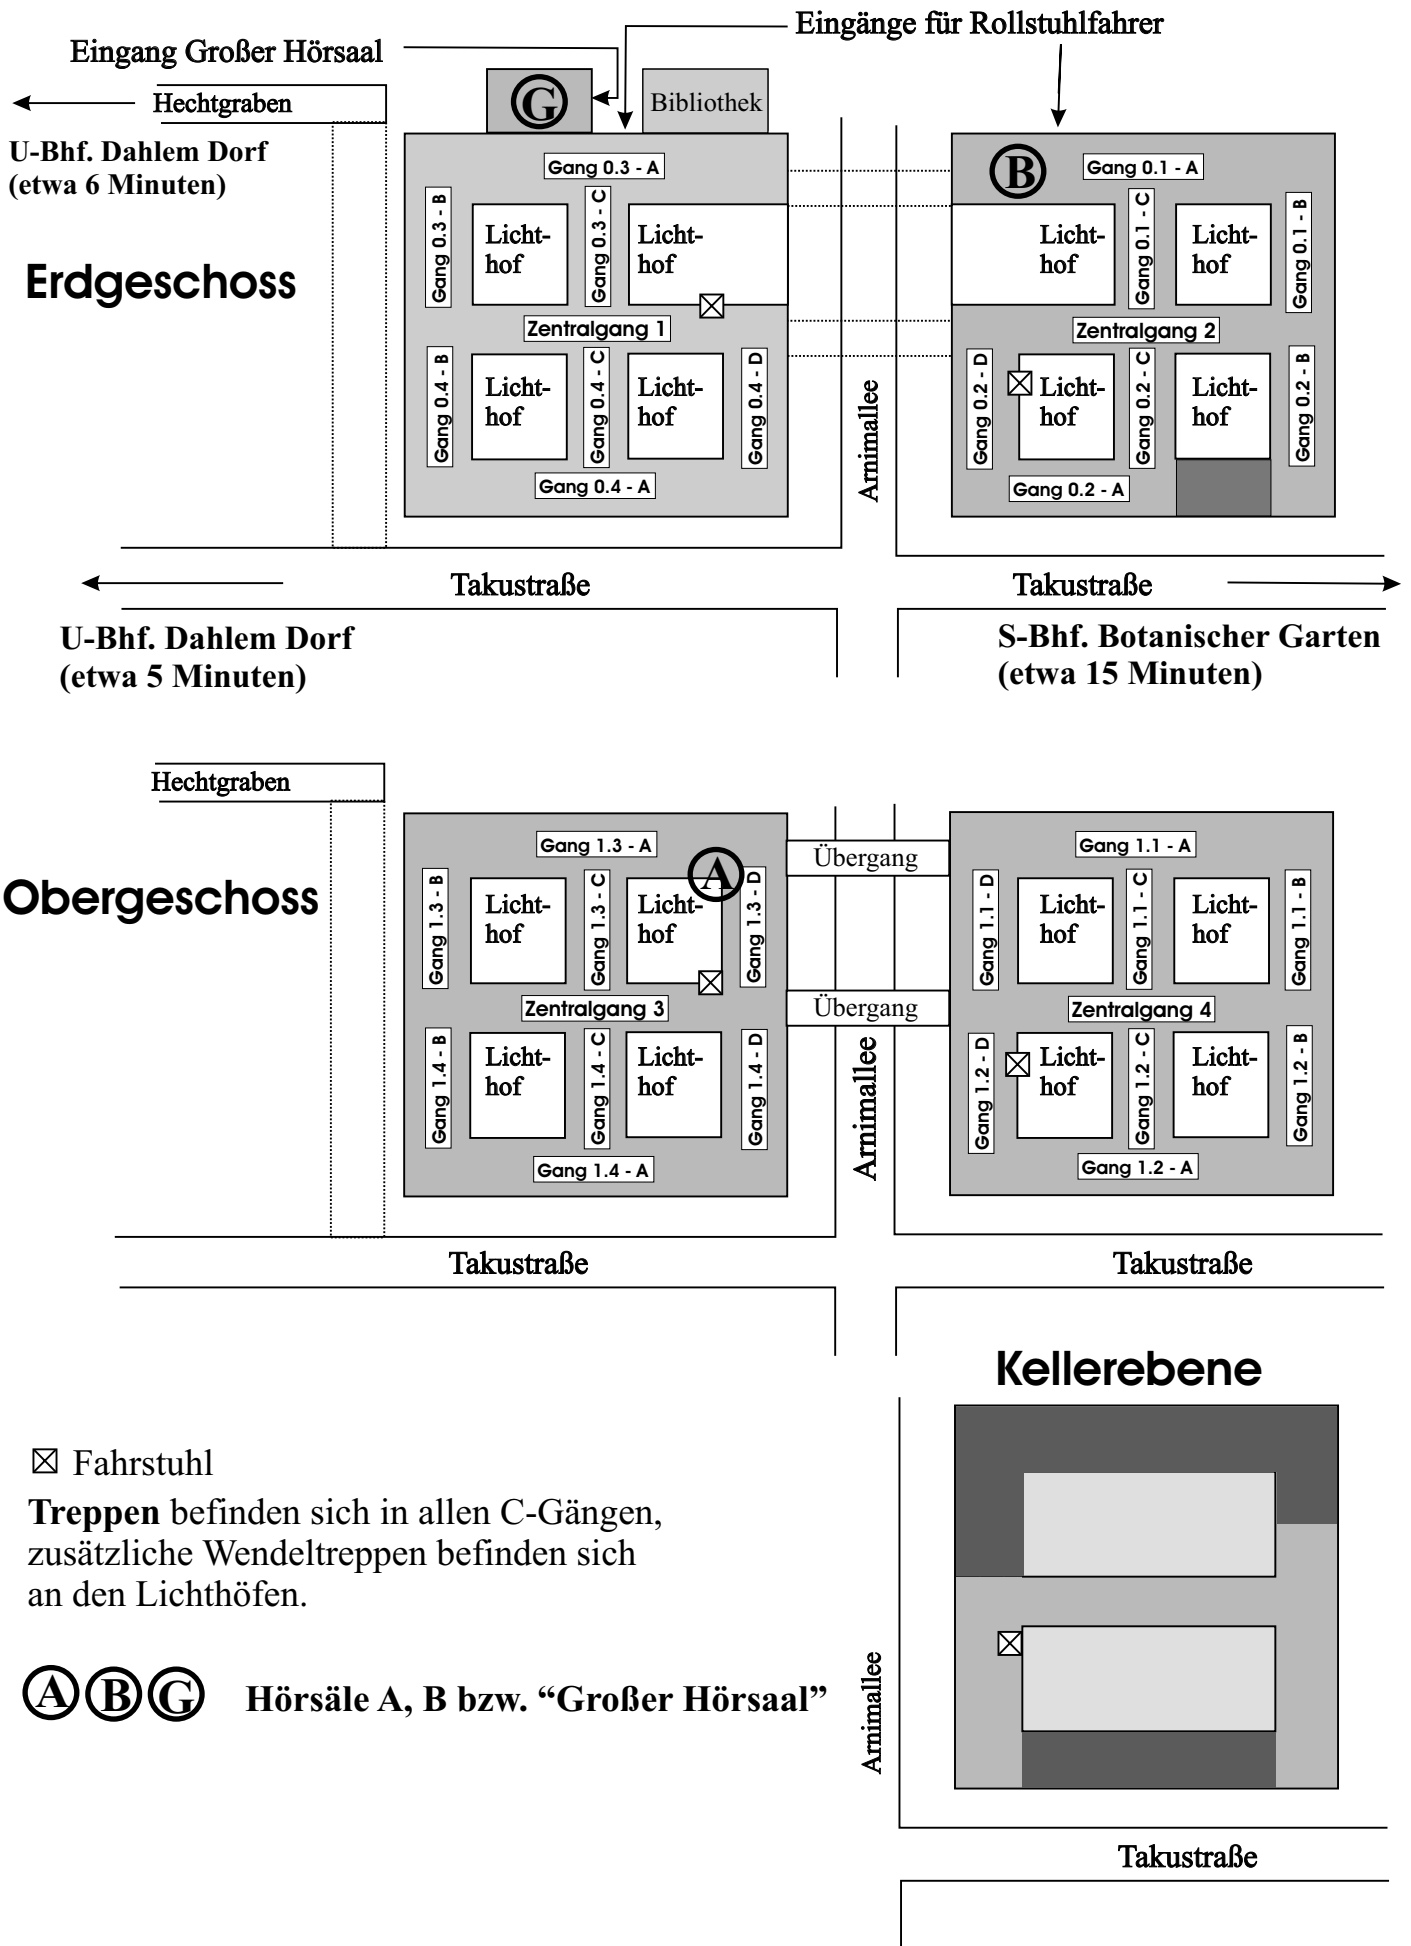 Eingänge für Rollstuhlfahrer
Eingang Großer Hörsaal
G
Bibliothek
Hechtgraben
U-Bhf. Dahlem Dorf
(etwa 6 Minuten)
Erdgeschoss
Gang 0.3 - A
Gang 0.3 - B
Licht-
hof
Gang 0.3 - C
Licht-
hof
Zentralgang 1
Gang 0.4 - B
Licht-
hof
Gang 0.4 - C
Licht-
hof
Gang 0.4 - D
Gang 0.4 - A
Arnimallee
B
Gang 0.1 - A
Licht-
hof
Gang 0.1 - C
Licht-
hof
Gang 0.1 - B
Zentralgang 2
Gang 0.2 - D
Licht-
hof
Gang 0.2 - C
Licht-
hof
Gang 0.2 - B
Gang 0.2 - A
Takustraße
Takustraße
U-Bhf. Dahlem Dorf
(etwa 5 Minuten)
S-Bhf. Botanischer Garten
(etwa 15 Minuten)
Hechtgraben
Obergeschoss
Gang 1.3 - A
A
Gang 1.3 - B
Licht-
hof
Gang 1.3 - C
Licht-
hof
Gang 1.3 - D
Zentralgang 3
Gang 1.4 - B
Licht-
hof
Gang 1.4 - C
Licht-
hof
Gang 1.4 - D
Gang 1.4 - A
Übergang
Übergang
Arnimallee
Gang 1.1 - A
Gang 1.1 - D
Licht-
hof
Gang 1.1 - C
Licht-
hof
Gang 1.1 - B
Zentralgang 4
Gang 1.2 - D
Licht-
hof
Gang 1.2 - C
Licht-
hof
Gang 1.2 - B
Gang 1.2 - A
Takustraße
Takustraße
Kellerebene
Fahrstuhl
Treppen befinden sich in allen C-Gängen,
zusätzliche Wendeltreppen befinden sich
an den Lichthöfen.
A B G Hörsäle A, B bzw. “Großer Hörsaal”
Arnimallee
Takustraße